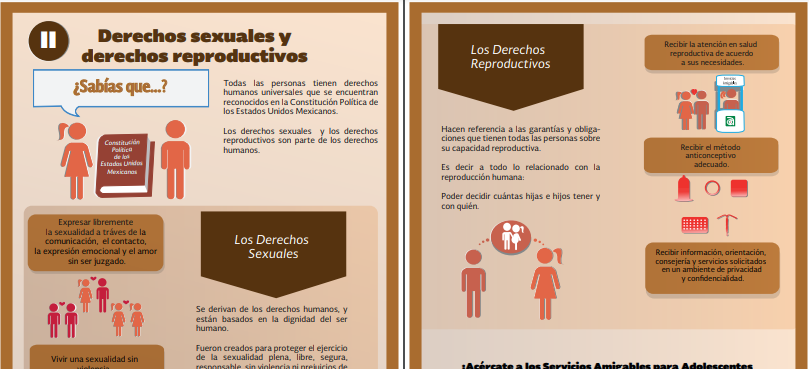 II
Derechos sexuales y
derechos reproductivos
¿Sabías que...?
Constitución
Política
de los
Estados Unidos
Mexicanos
Todas las personas tienen derechos
humanos universales que se encuentran
reconocidos en la Constitución Política de
los Estados Unidos Mexicanos.
Los derechos sexuales y los derechos
reproductivos son parte de los derechos
humanos.
Expresar libremente
la sexualidad a tráves de la
comunicación, el contacto,
la expresión emocional y el amor
sin ser juzgado.
Los Derechos
Sexuales
Se derivan de los derechos humanos, y
están basados en la dignidad del ser
humano.
Fueron creados para proteger el ejercicio
de la sexualidad plena, libre, segura,
responsable, sin violencia ni prejuicios de
Vivir una sexualidad sin
violencia
Los Derechos
Reproductivos
Hacen referencia a las garantías y obliga-
ciones que tienen todas las personas sobre
su capacidad reproductiva.
Es decir a todo lo relacionado con la
reproducción humana:
Poder decidir cuántas hijas e hijos tener y
con quién.
Recibir la atención en salud
reproductiva de acuerdo
a sus necesidades.
Recibir el método
anticonceptivo
adecuado.
Recibir información, orientación,
consejería y servicios solicitados
en un ambiente de privacidad
y confidencialidad.
¡Acércate a los Servicios Amigables para Adolescentes